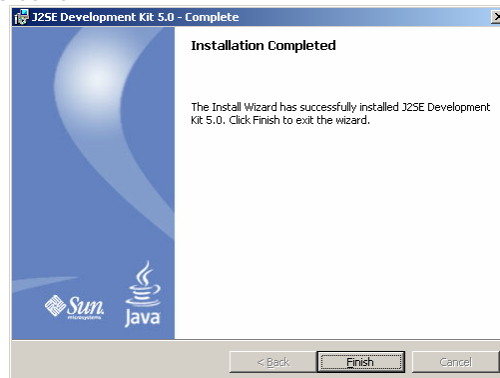 J2SE Development Kit 5.0 - Complete
Installation Completed
The Install Wizard has successfully installed J2SE Development
Kit 5.0. Click Finish to exit the wizard.
Sun
microsystems
Java
< Back
Finish
Cancel